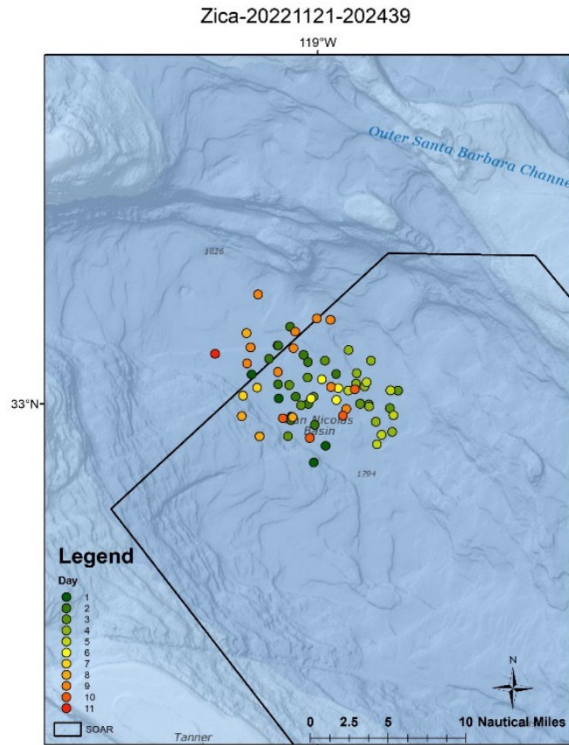 Zica-20221121-202439
119°W
Outer Santa Barbara Channel
1826
33°N
San Nicolas
Basin
1794
Legend
Day
1
2
3
4
5
6
7
8
9
10
11
SOAR
N
0 2.5 5 10 Nautical Miles
Tanner